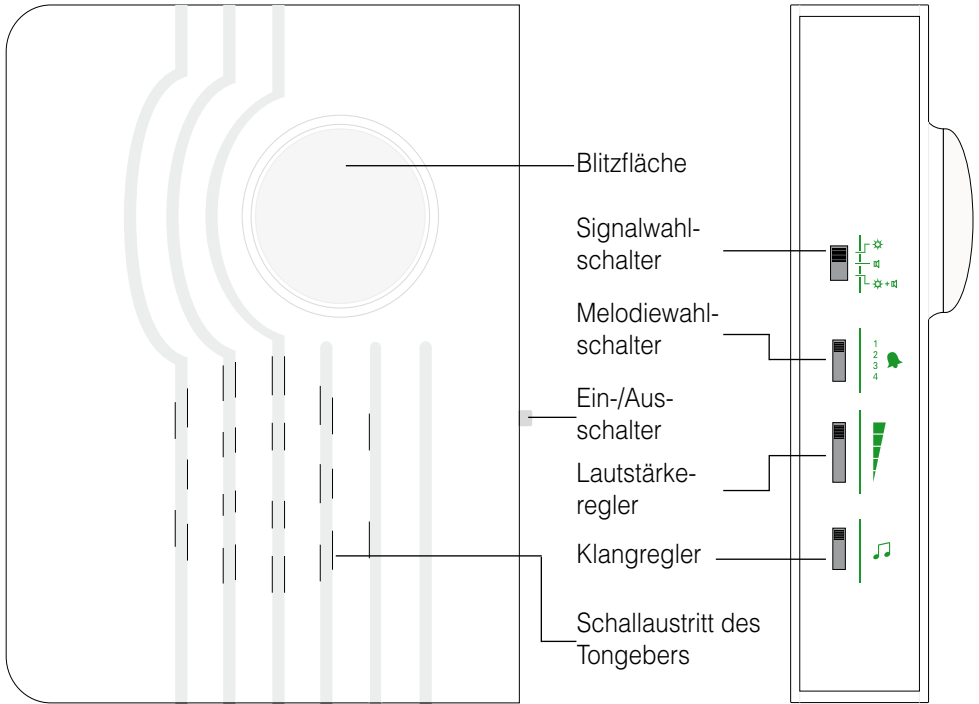 Blitzfläche
Signalwahl-
schalter
Melodiewahl-
schalter
Ein-/Aus-
schalter
Lautstärke-
regler
Klangregler
Schallaustritt des
Tongebers
+
1
2
3
4